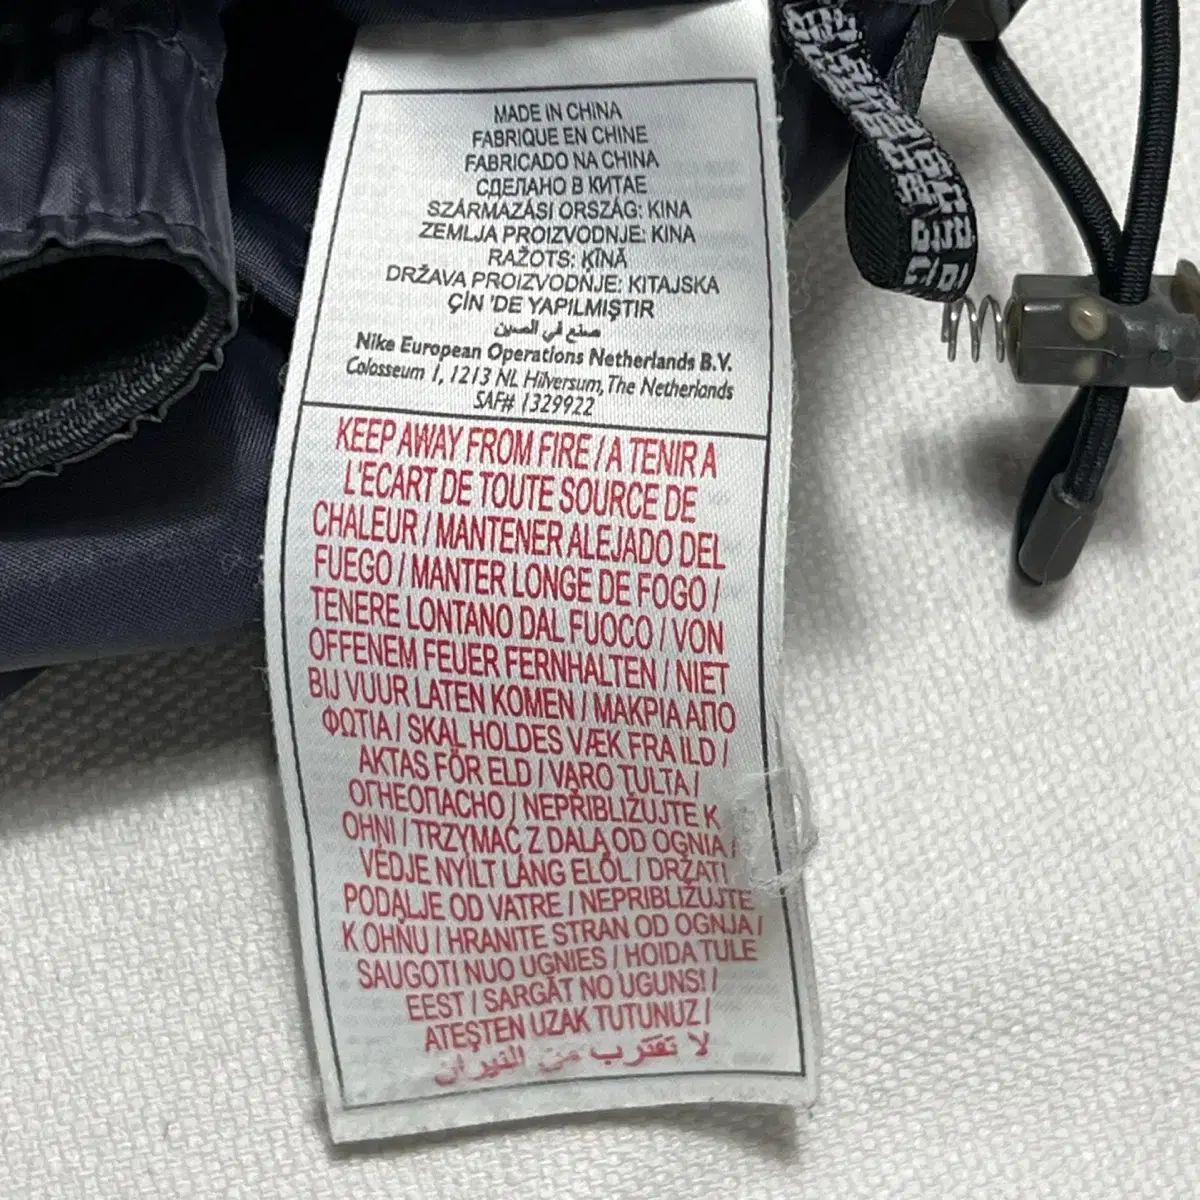 MADE IN CHINA
FABRIQUE EN CHINE
FABRICADO NA CHINA
СДЕЛАНО В КИТАЕ
SZÁRMAZÁSI ORSZÁG: KINA
ZEMLJA PROIZVODNJE: KINA
RAŽOTS: ĶĪNĀ
DRŽAVA PROIZVODNJE: KITAJSKA
ÇİN 'DE YAPILMIŞTIR
صنع في الصين
Nike European Operations Netherlands B.V.
Colosseum 1, 1213 NL Hilversum, The Netherlands
SAF# 1329922
KEEP AWAY FROM FIRE / A TENIR A
L'ECART DE TOUTE SOURCE DE
CHALEUR / MANTENER ALEJADO DEL
FUEGO / MANTER LONGE DE FOGO /
TENERE LONTANO DAL FUOCO / VON
OFFENEM FEUER FERNHALTEN / NIET
BIJ VUUR LATEN KOMEN / ΜΑΚΡΙΑ ΑΠΟ
ΦΩΤΙΑ / SKAL HOLDES VÆK FRA ILD /
AKTAS FÖR ELD / VARO TULTA /
ОГНЕОПАСНО / NEPŘIBLIŽUJTE K
OHNI / TRZYMAĆ Z DALA OD OGNIA /
VÉDJE NYÍLT LÁNG ELŐL / DRŽATI
PODALJE OD VATRE / NEPRIBLIŽUJTE
K OHŇU / HRANITE STRAN OD OGNJA /
SAUGOTI NUO UGNIES / HOIDA TULE
EEST / SARGĀT NO UGUNS! /
ATEŞTEN UZAK TUTUNUZ /
لا تقترب من النيران